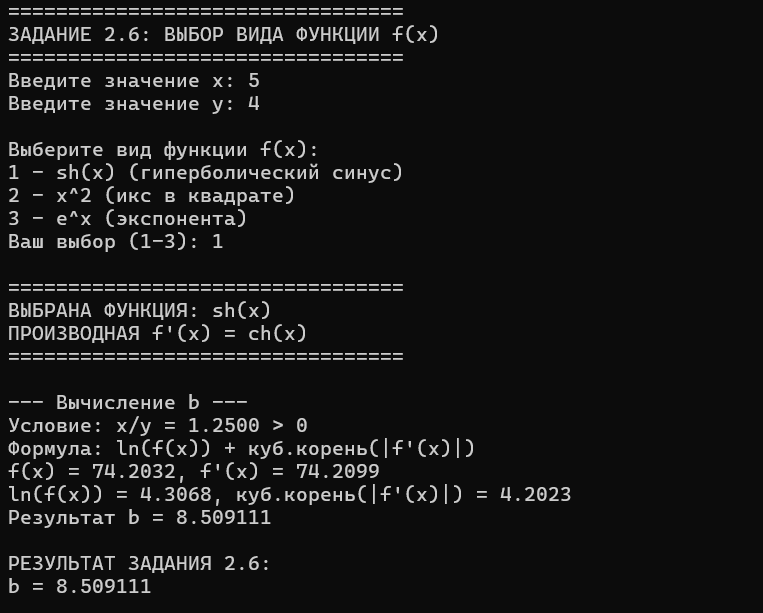 =================================
ЗАДАНИЕ 2.6: ВЫБОР ВИДА ФУНКЦИИ f(x)
=================================
Введите значение x: 5
Введите значение y: 4
Выберите вид функции f(x):
1 - sh(x) (гиперболический синус)
2 - x^2 (икс в квадрате)
3 - e^x (экспонента)
Ваш выбор (1-3): 1
=================================
ВЫБРАНА ФУНКЦИЯ: sh(x)
ПРОИЗВОДНАЯ f'(x) = ch(x)
=================================
--- Вычисление b ---
Условие: x/y = 1.2500 > 0
Формула: ln(f(x)) + куб.корень(|f'(x)|)
f(x) = 74.2032, f'(x) = 74.2099
ln(f(x)) = 4.3068, куб.корень(|f'(x)|) = 4.2023
Результат b = 8.509111
РЕЗУЛЬТАТ ЗАДАНИЯ 2.6:
b = 8.509111